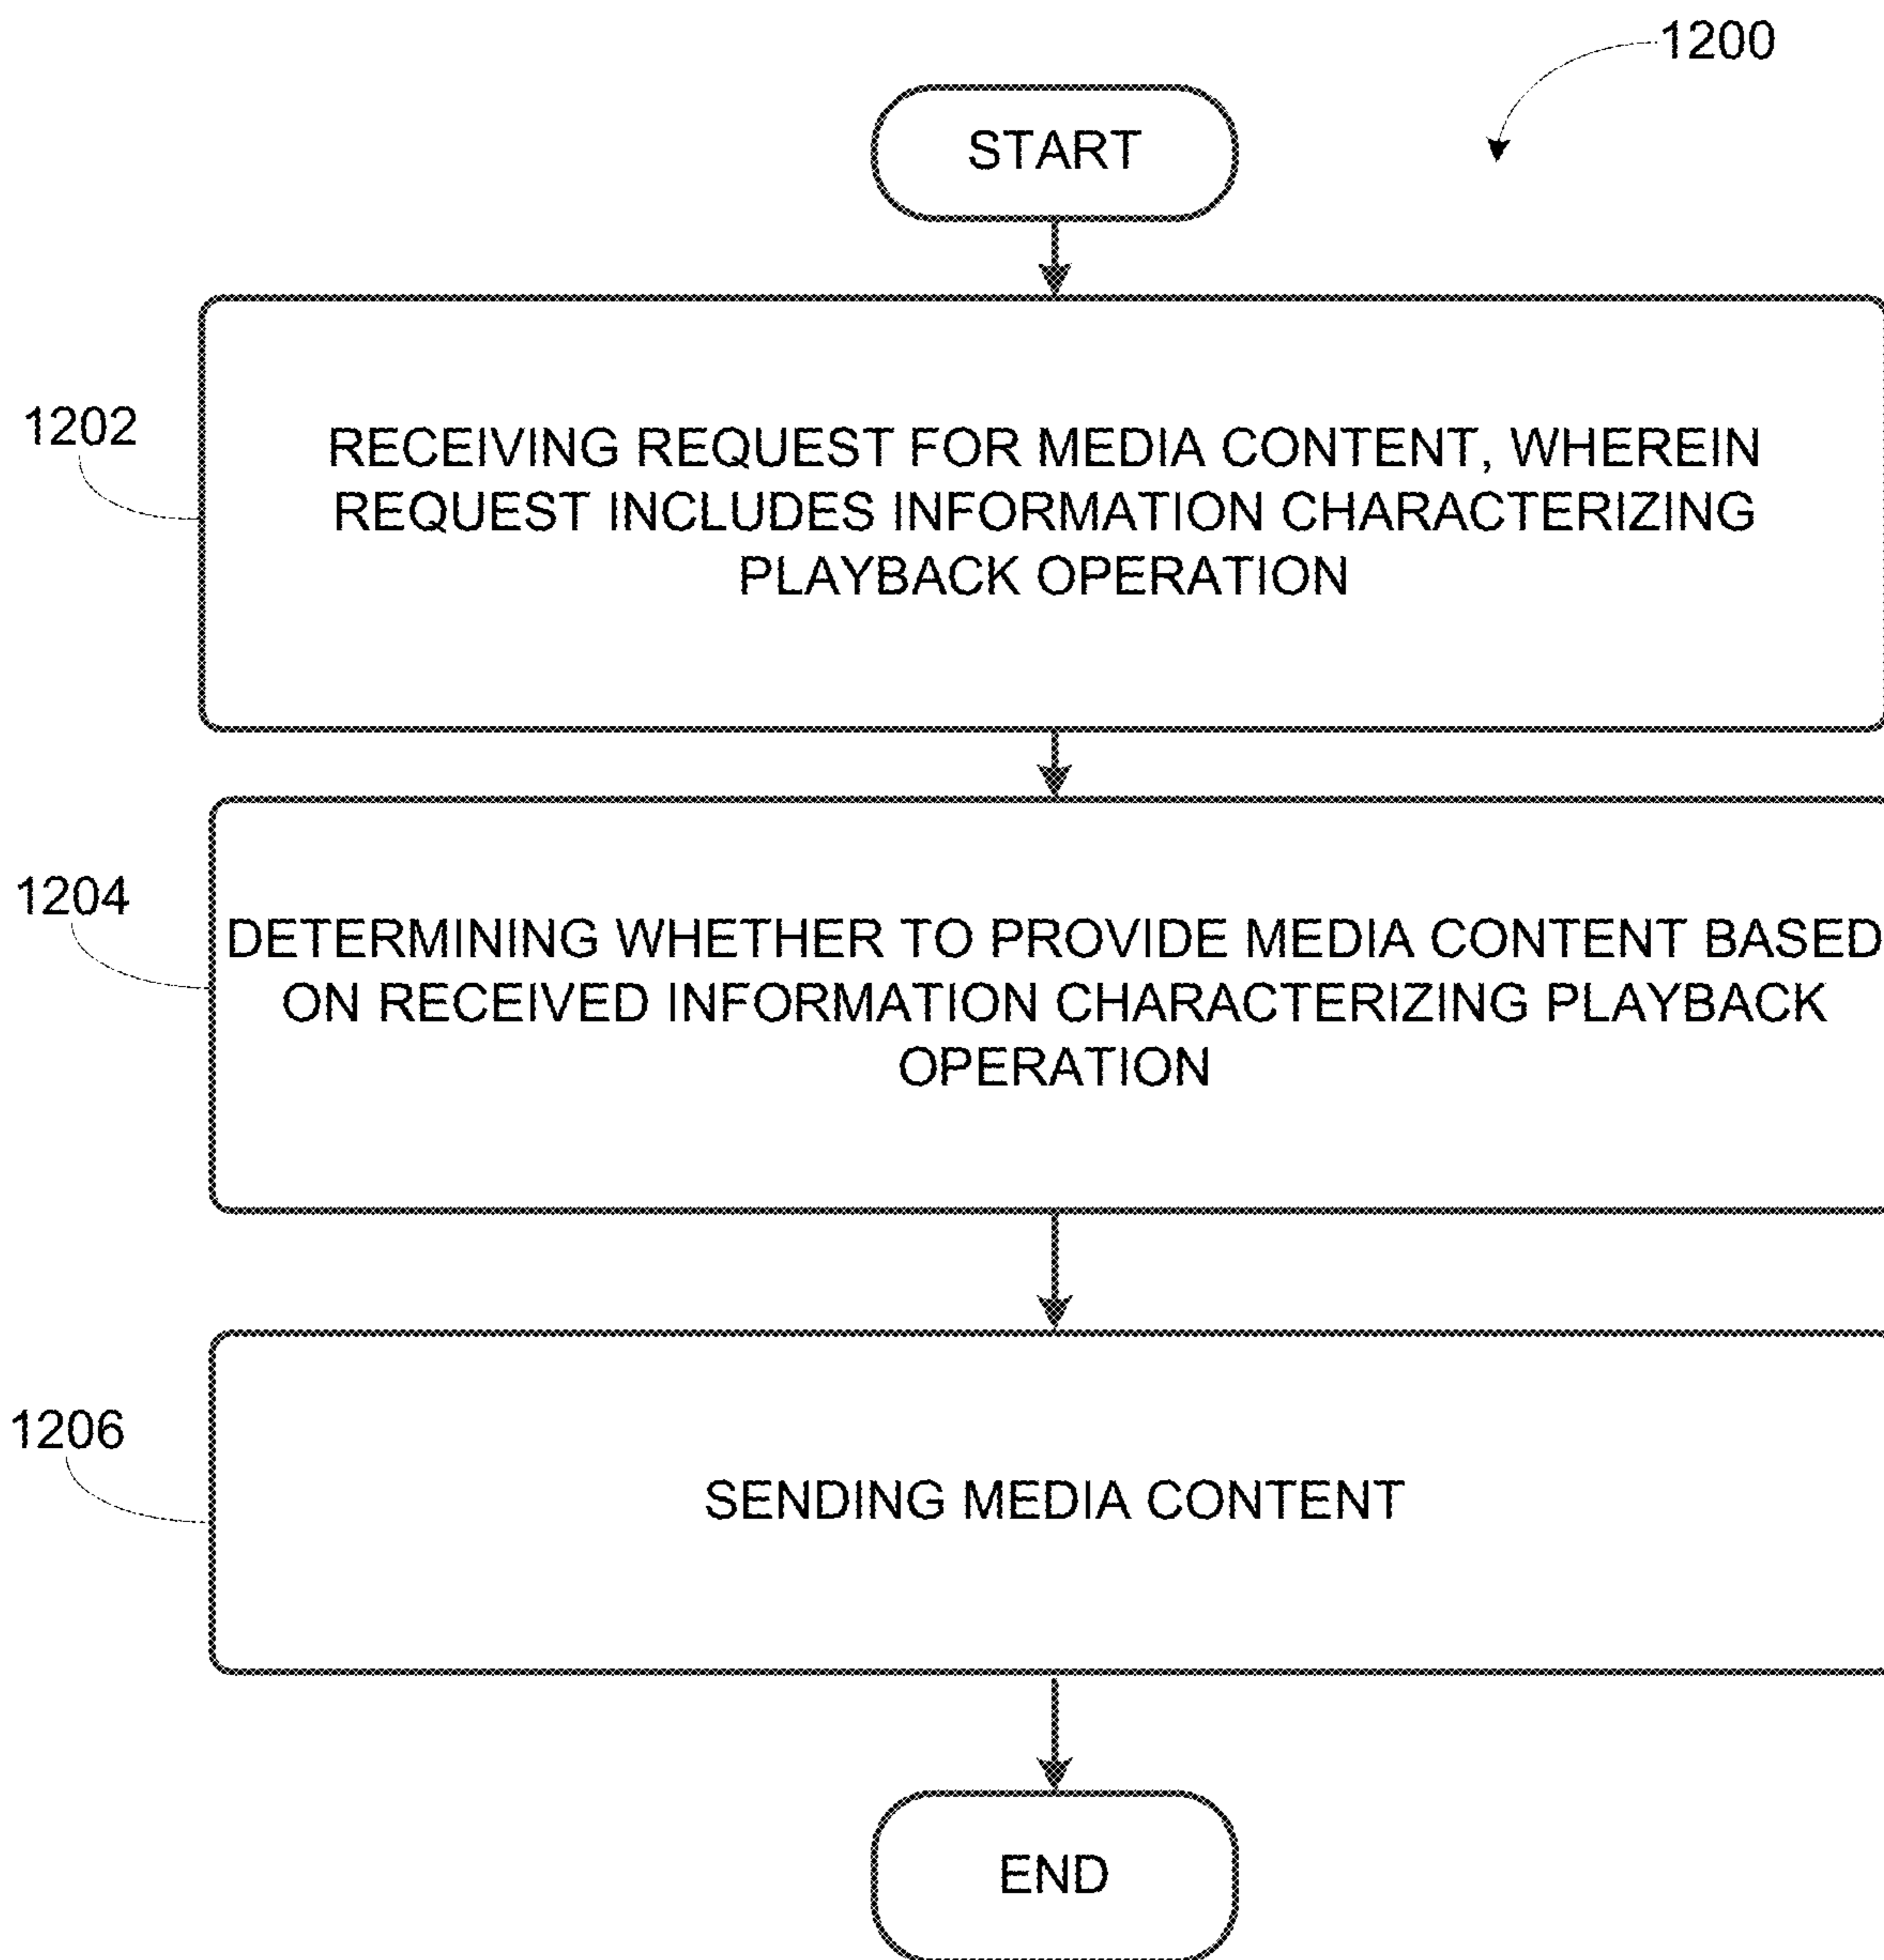 1200
START
1202
RECEIVING REQUEST FOR MEDIA CONTENT, WHEREIN
REQUEST INCLUDES INFORMATION CHARACTERIZING
PLAYBACK OPERATION
1204
DETERMINING WHETHER TO PROVIDE MEDIA CONTENT BASED
ON RECEIVED INFORMATION CHARACTERIZING PLAYBACK
OPERATION
1206
SENDING MEDIA CONTENT
END